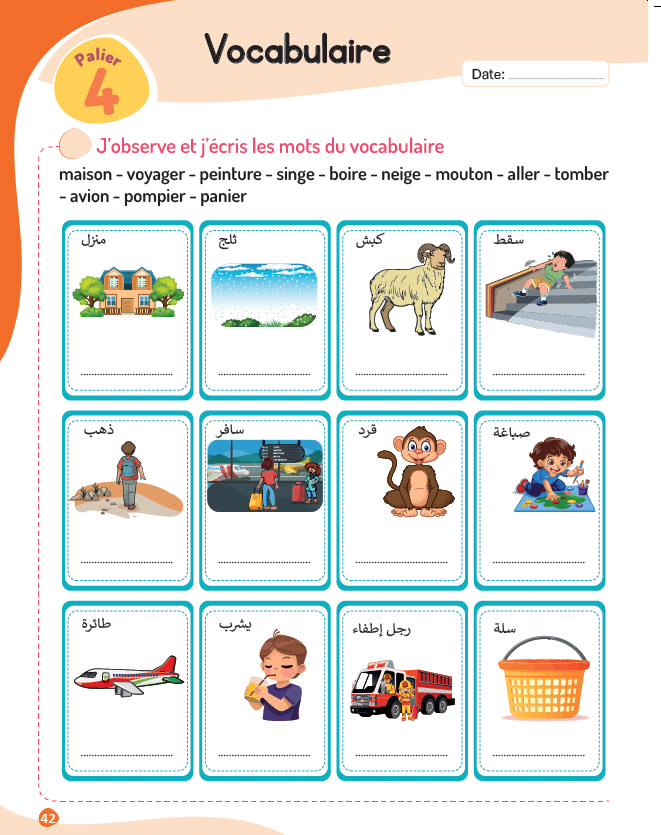 Palier
4
Vocabulaire
Date:
J'observe et j'écris les mots du vocabulaire
maison – voyager – peinture – singe – boire – neige – mouton – aller – tomber
– avion – pompier – panier
منزل
ثلج
كبش
سقط
ذهب
سافر
قرد
صباغة
طائرة
يشرب
رجل إطفاء
سلة
42